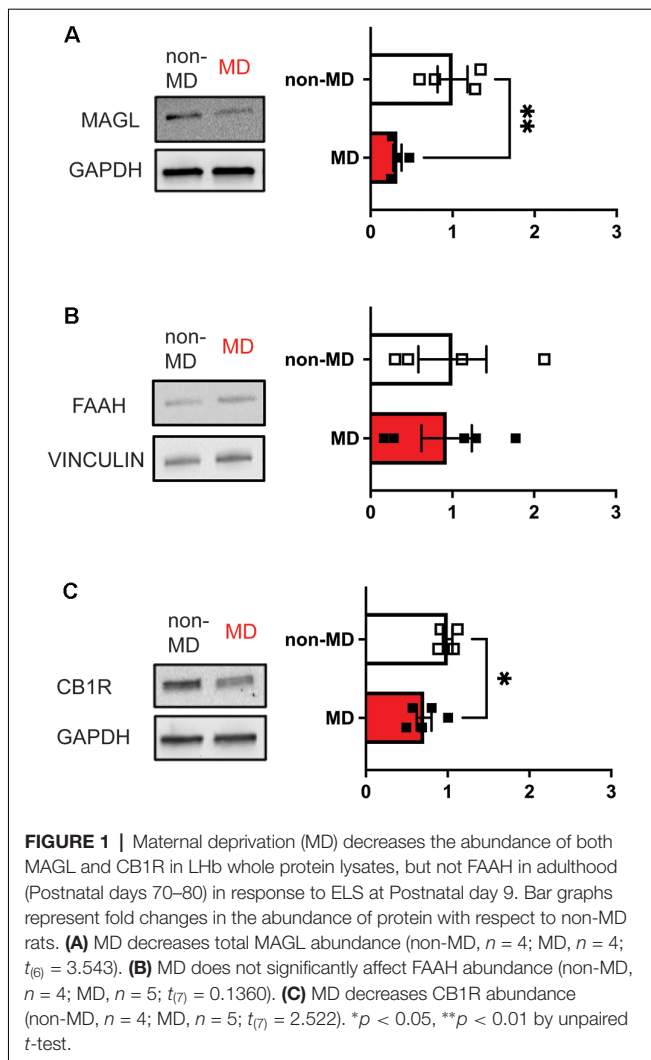 A
non-
MD
MD
MAGL
GAPDH
non-MD
MD
**
0 1 2 3
B
non-
MD
MD
FAAH
VINCULIN
non-MD
MD
0 1 2 3
C
non-
MD
MD
CB1R
GAPDH
non-MD
MD
*
0 1 2 3
FIGURE 1 | Maternal deprivation (MD) decreases the abundance of both
MAGL and CB1R in LHb whole protein lysates, but not FAAH in adulthood
(Postnatal days 70–80) in response to ELS at Postnatal day 9. Bar graphs
represent fold changes in the abundance of protein with respect to non-MD
rats. (A) MD decreases total MAGL abundance (non-MD, n = 4; MD, n = 4;
t(6) = 3.543). (B) MD does not significantly affect FAAH abundance (non-MD,
n = 4; MD, n = 5; t(7) = 0.1360). (C) MD decreases CB1R abundance
(non-MD, n = 4; MD, n = 5; t(7) = 2.522). *p < 0.05, **p < 0.01 by unpaired
t-test.